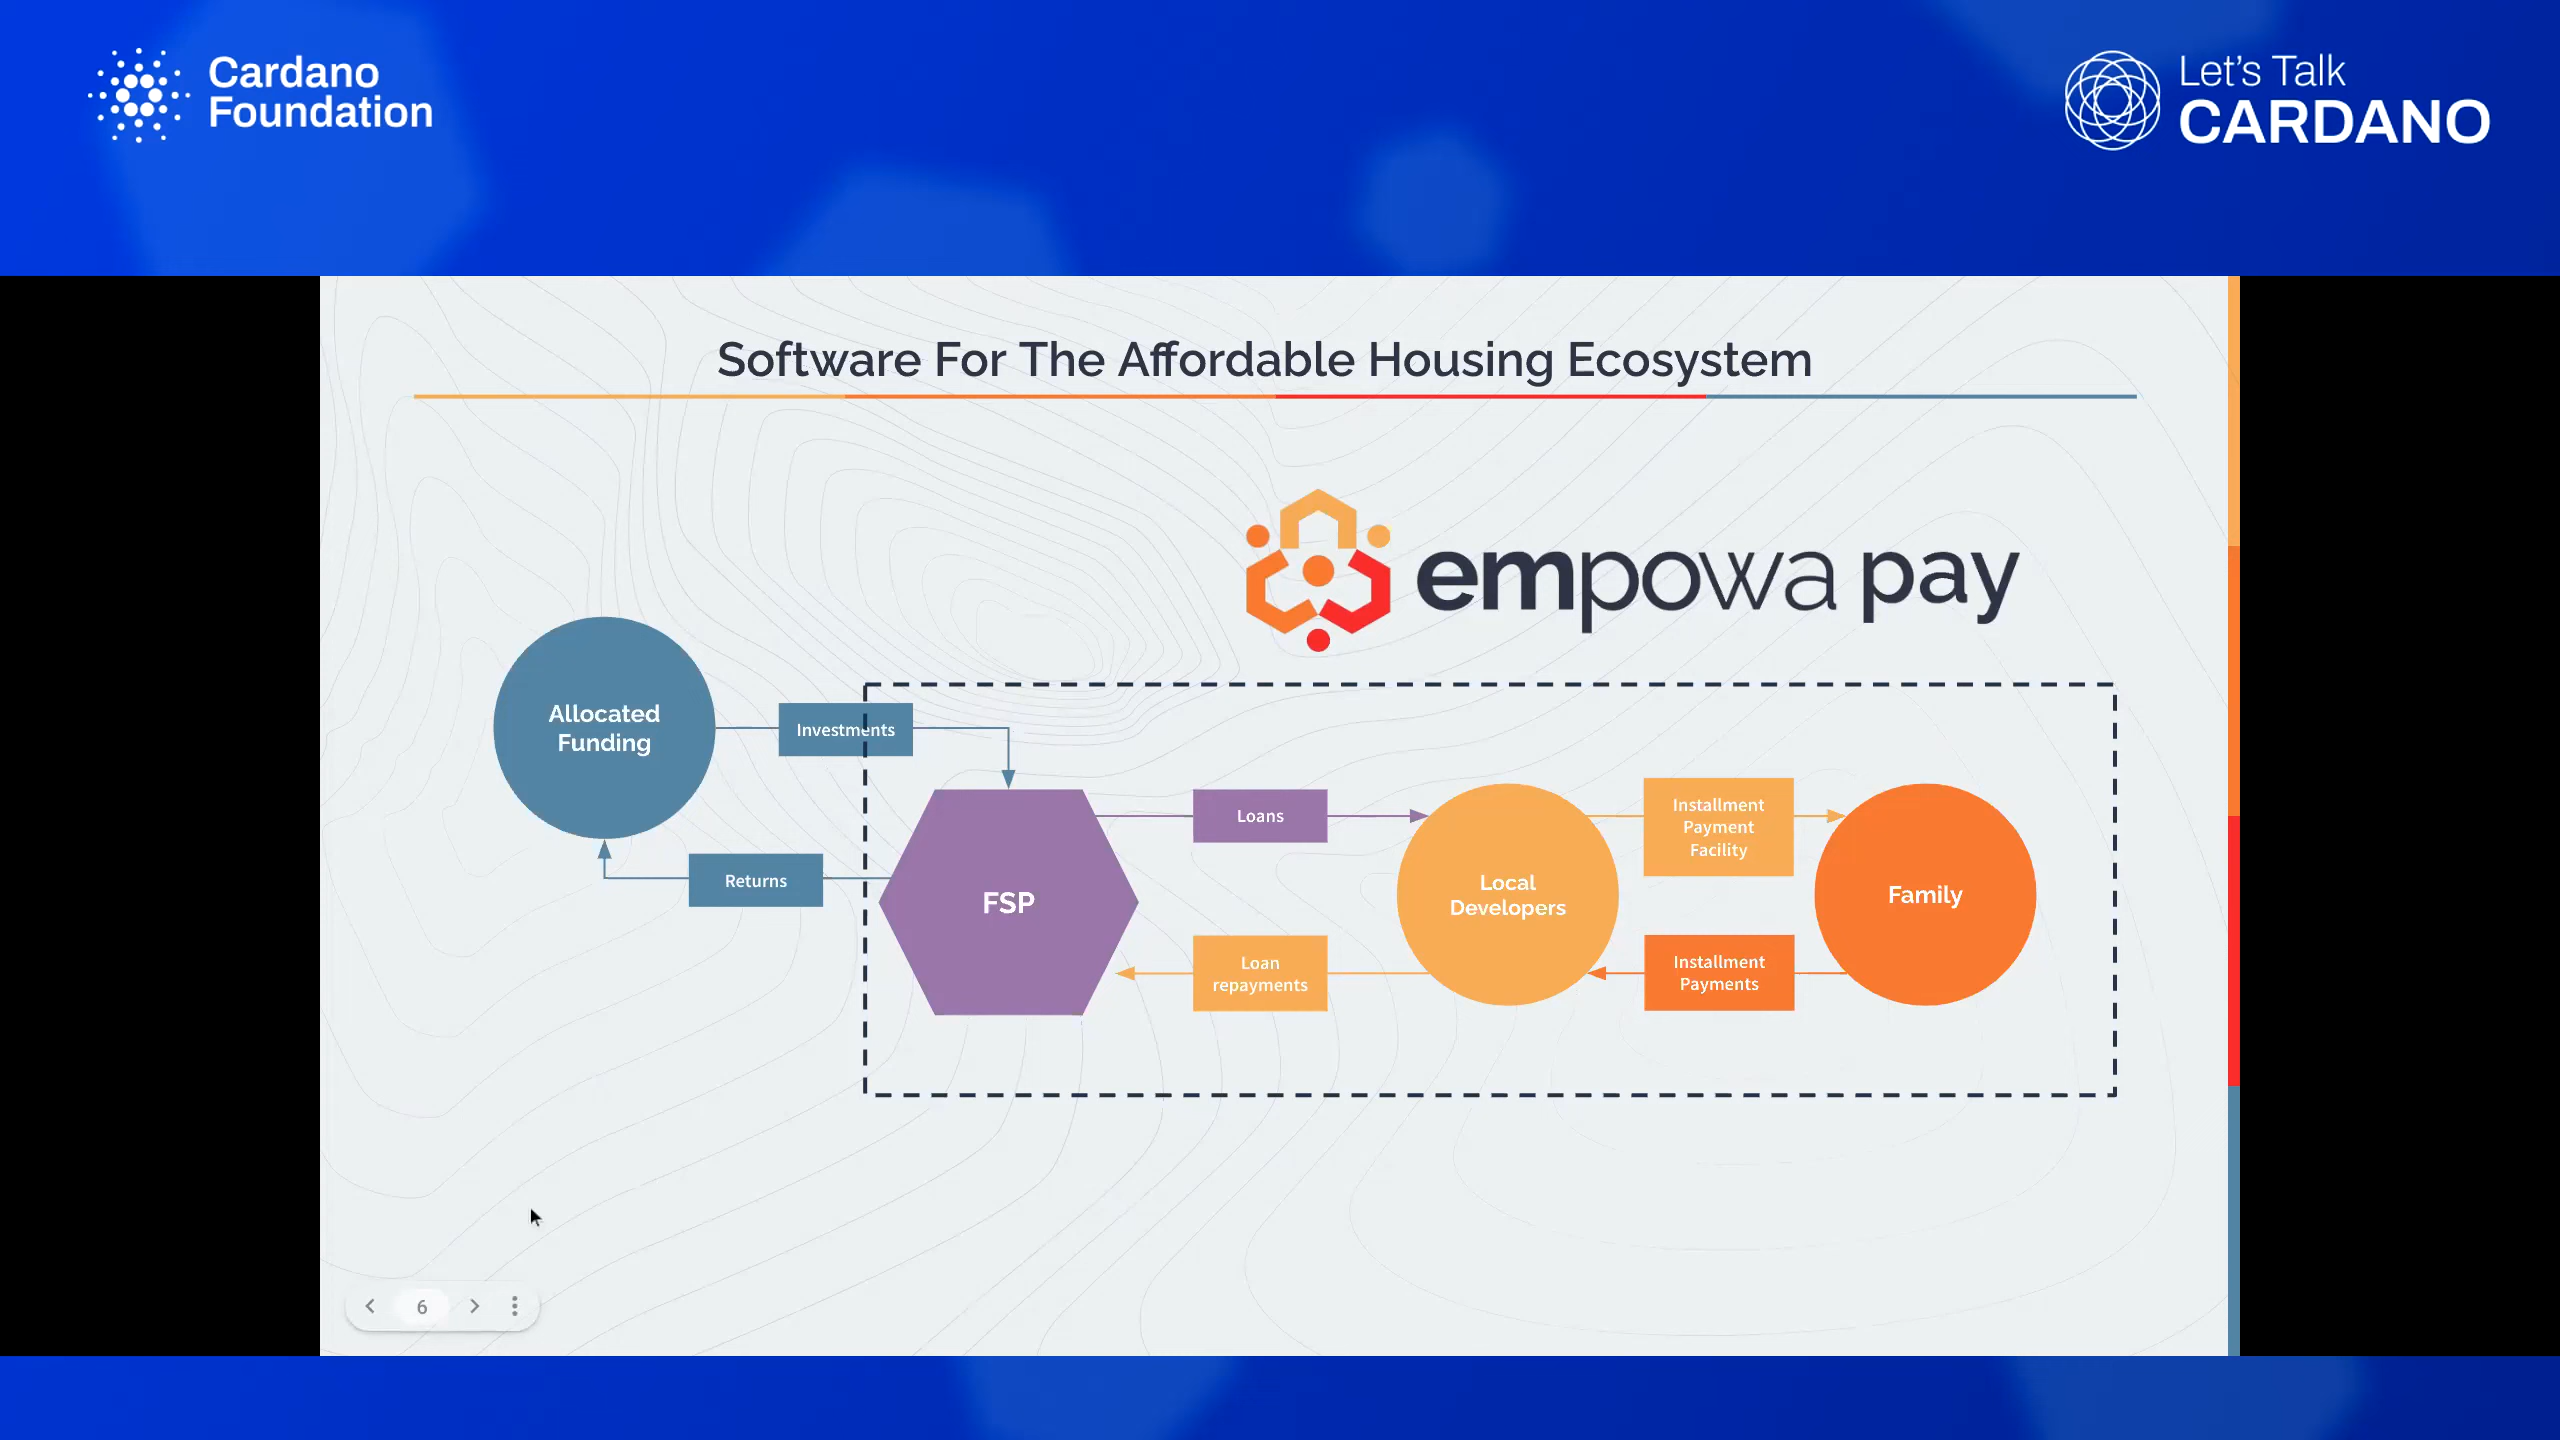 Cardano
Foundation
Let's Talk
CARDANO
Software For The Affordable Housing Ecosystem
empowa pay
Allocated
Funding
Investments
Returns
FSP
Loans
Loan
repayments
Local
Developers
Installment
Payment
Facility
Installment
Payments
Family
6